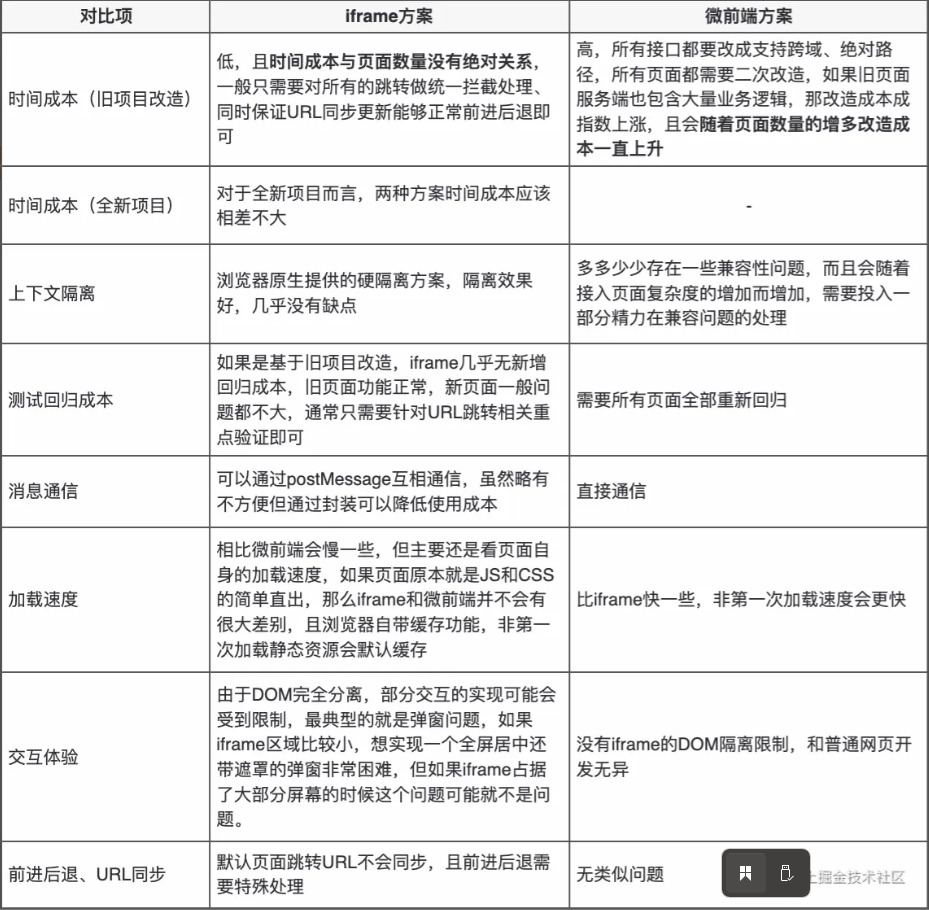 对比项
iframe方案
微前端方案
时间成本（旧项目改造）
低，且时间成本与页面数量没有绝对关系，
一般只需要对所有的跳转做统一拦截处理、
同时保证URL同步更新能够正常前进后退即
可
高，所有接口都要改成支持跨域、绝对路
径，所有页面都需要二次改造，如果旧页面
服务端也包含大量业务逻辑，那改造成本成
指数上涨，且会随着页面数量的增多改造成
本一直上升
时间成本（全新项目）
对于全新项目而言，两种方案时间成本应该
相差不大
-
上下文隔离
浏览器原生提供的硬隔离方案，隔离效果
好，几乎没有缺点
多多少少存在一些兼容性问题，而且会随着
接入页面复杂度的增加而增加，需要投入一
部分精力在兼容问题的处理
测试回归成本
如果是基于旧项目改造，iframe几乎无新增
回归成本，旧页面功能正常，新页面一般问
题都不大，通常只需要针对URL跳转相关重
点验证即可
需要所有页面全部重新回归
消息通信
可以通过postMessage互相通信，虽然略有
不方便但通过封装可以降低使用成本
直接通信
加载速度
相比微前端会慢一些，但主要还是看页面自
身的加载速度，如果页面原本就是JS和CSS
的简单直出，那么iframe和微前端并不会有
很大差别，且浏览器自带缓存功能，非第一
次加载静态资源会默认缓存
比iframe快一些，非第一次加载速度会更快
交互体验
由于DOM完全分离，部分交互的实现可能会
受到限制，最典型的就是弹窗问题，如果
iframe区域比较小，想实现一个全屏居中还
带遮罩的弹窗非常困难，但如果iframe占据
了大部分屏幕的时候这个问题可能就不是问
题。
没有iframe的DOM隔离限制，和普通网页开
发无异
前进后退、URL同步
默认页面跳转URL不会同步，且前进后退需
要特殊处理
无类似问题
掘金技术社区